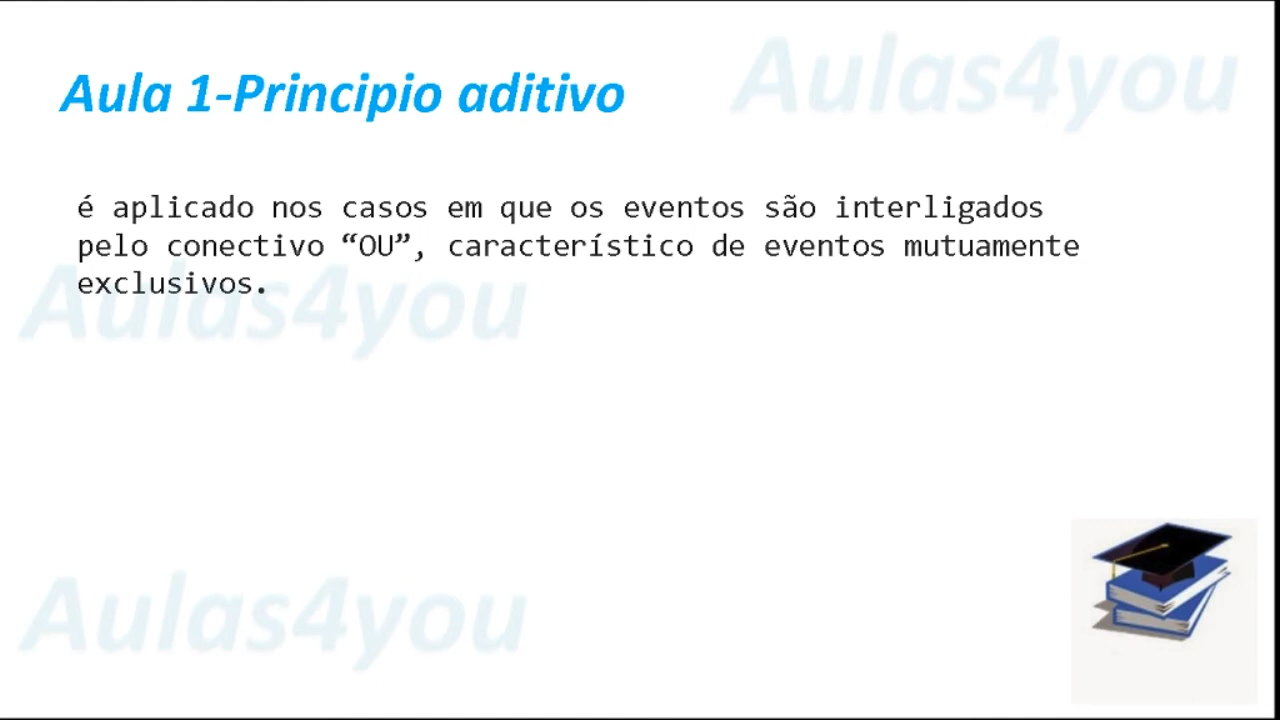 Aulas4you
Aula 1-Principio aditivo
é aplicado nos casos em que os eventos são interligados
pelo conectivo “OU”, característico de eventos mutuamente
exclusivos.
Aulas4you
Aulas4you